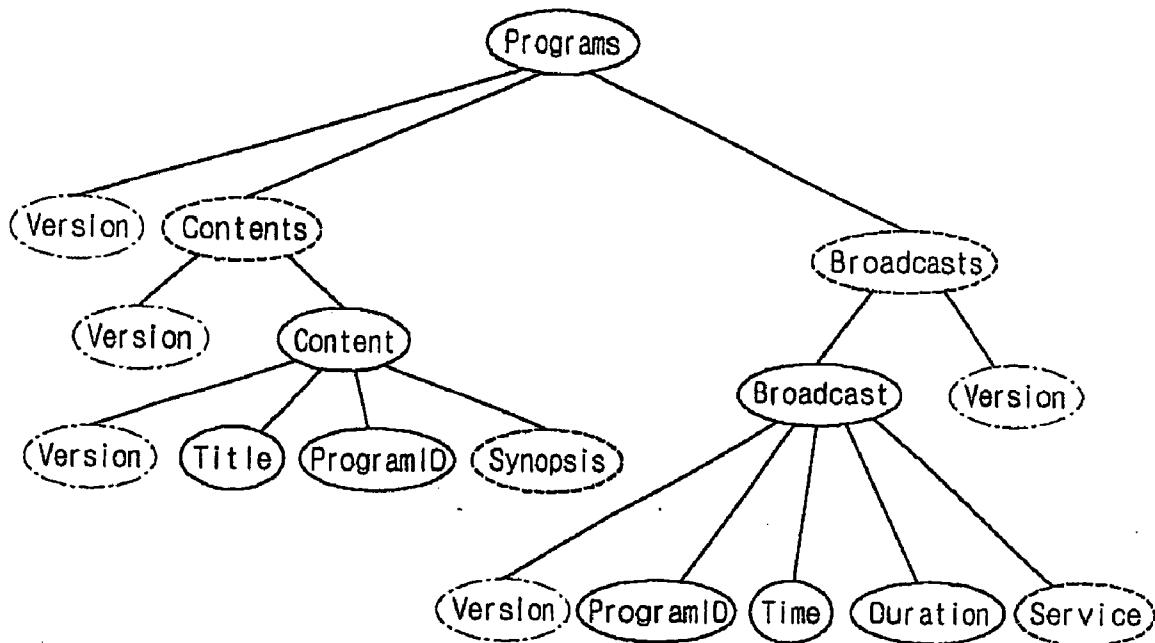 Programs
Version Contents
Broadcasts
Version Content
Broadcast Version
Version Title ProgramID Synopsis
Version ProgramID Time Duration Service